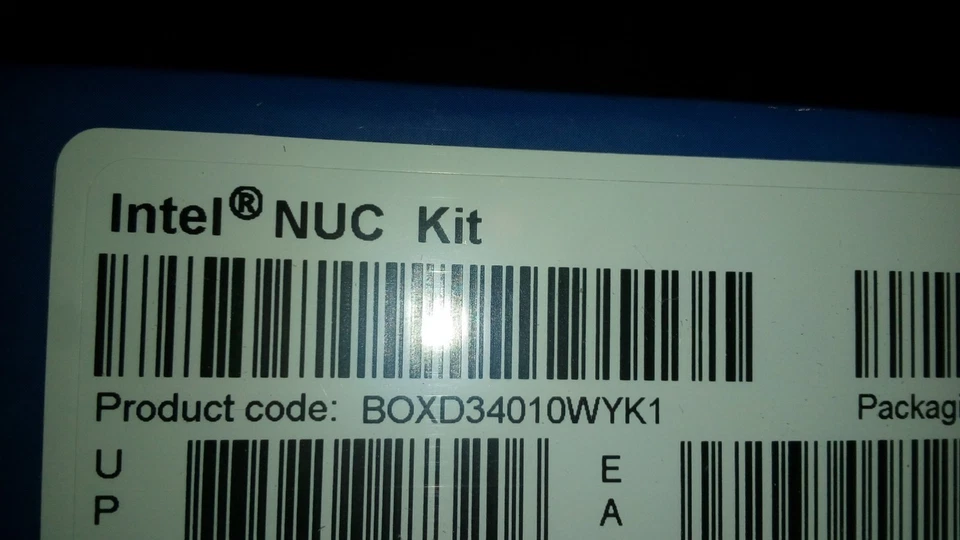 Intel® NUC Kit
Product code: BOXD34010WYK1
Packagi
U
P
E
A